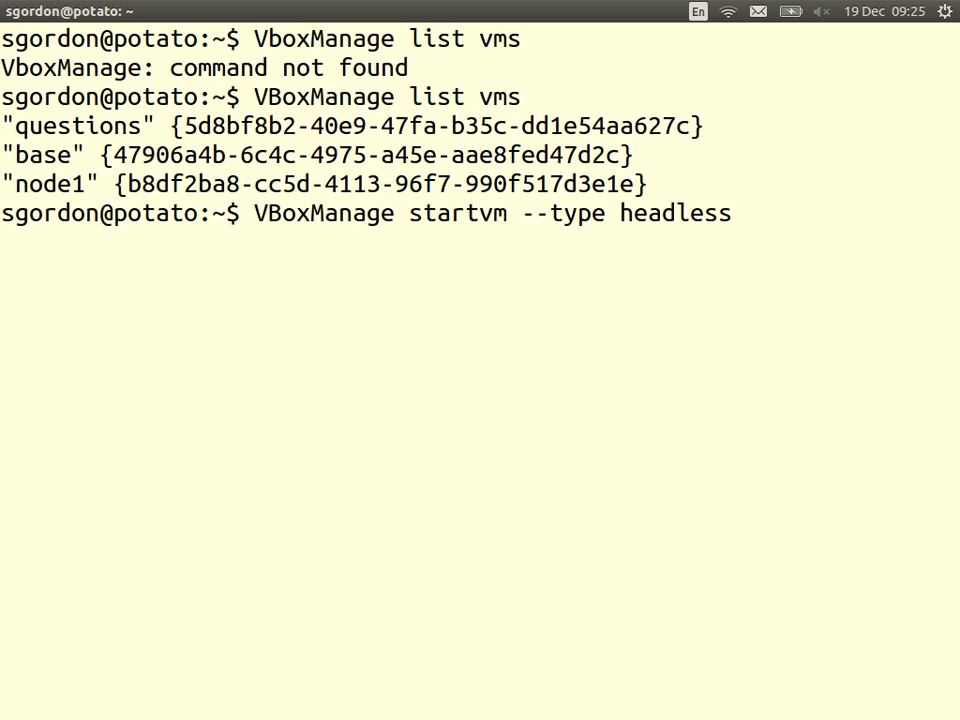 sgordon@potato: ~
En
19 Dec 09:25
sgordon@potato:~$ VboxManage list vms
VboxManage: command not found
sgordon@potato:~$ VBoxManage list vms
"questions" {5d8bf8b2-40e9-47fa-b35c-dd1e54aa627c}
"base" {47906a4b-6c4c-4975-a45e-aae8fed47d2c}
"node1" {b8df2ba8-cc5d-4113-96f7-990f517d3e1e}
sgordon@potato:~$ VBoxManage startvm --type headless